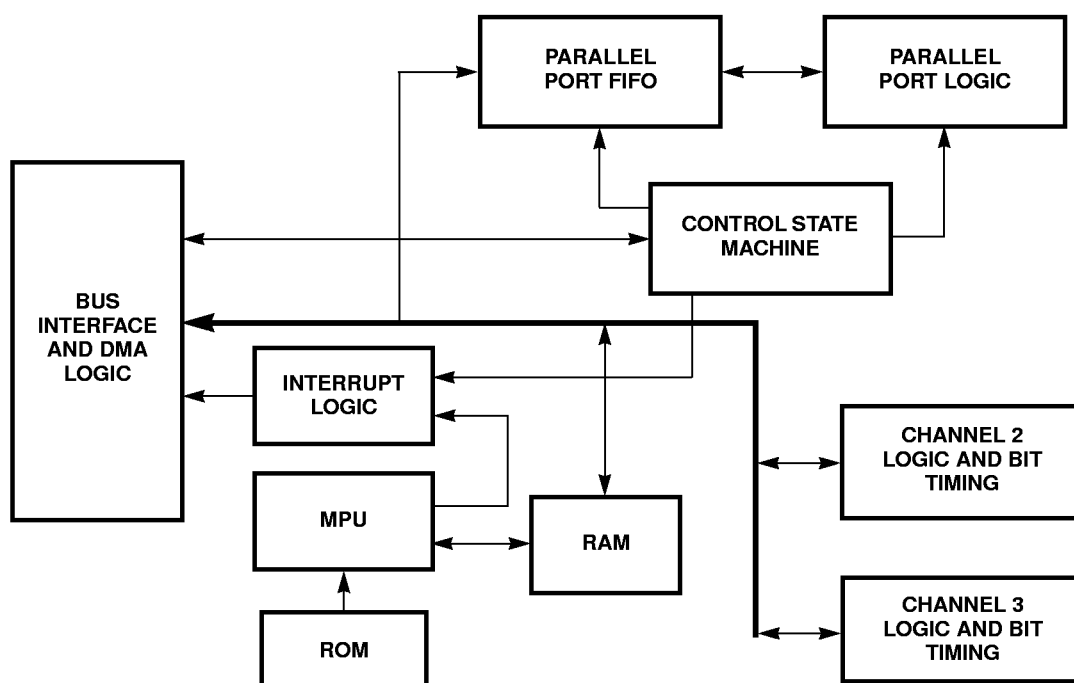 PARALLEL
PORT FIFO
PARALLEL
PORT LOGIC
CONTROL STATE
MACHINE
BUS
INTERFACE
AND DMA
LOGIC
INTERRUPT
LOGIC
MPU
RAM
ROM
CHANNEL 2
LOGIC AND BIT
TIMING
CHANNEL 3
LOGIC AND BIT
TIMING